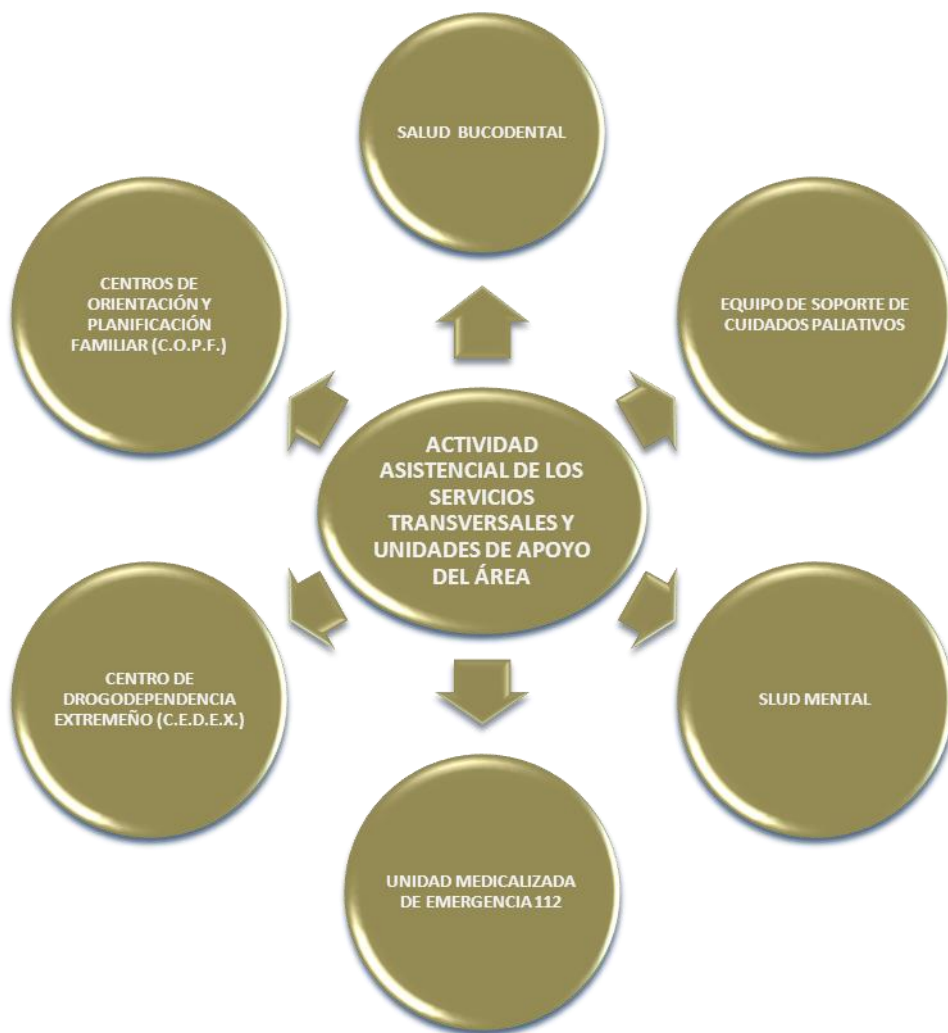 SALUD BUCODENTAL
CENTROS DE
ORIENTACIÓN Y
PLANIFICACIÓN
FAMILIAR (C.O.P.F.)
EQUIPO DE SOPORTE DE
CUIDADOS PALIATIVOS
ACTIVIDAD
ASISTENCIAL DE LOS
SERVICIOS
TRANSVERSALES Y
UNIDADES DE APOYO
DEL ÁREA
CENTRO DE
DROGODEPENDENCIA
EXTREMEÑO (C.E.D.E.X.)
SLUD MENTAL
UNIDAD MEDICALIZADA
DE EMERGENCIA 112